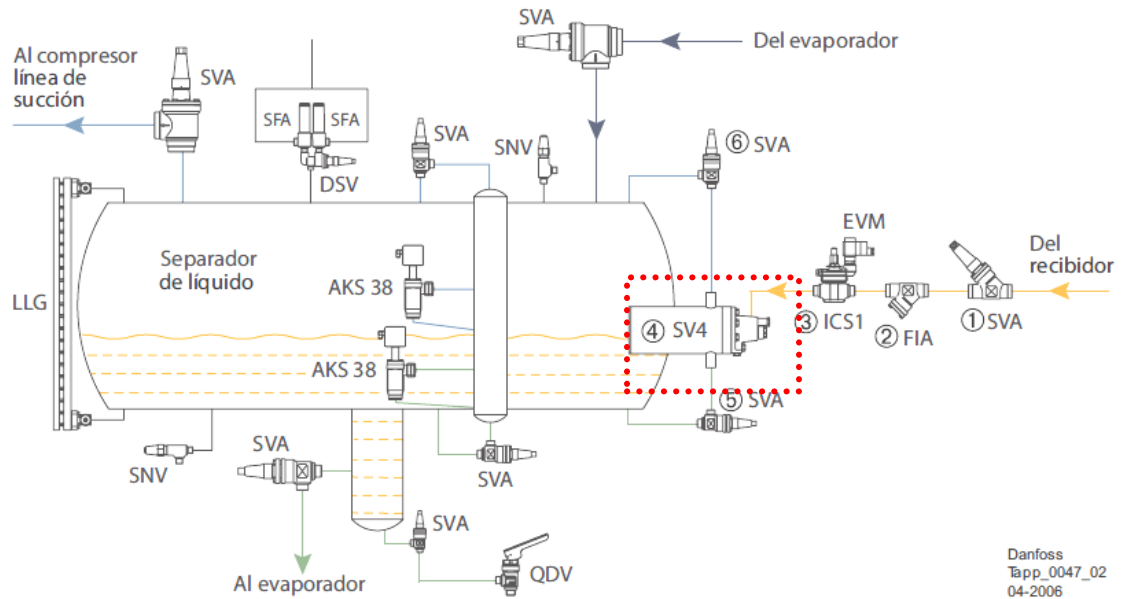 SVA
Del evaporador
Al compresor
línea de
succión
SVA
SFA
SFA
DSV
SVA
SNV
⑥ SVA
EVM
Del
recibidor
Separador
de líquido
LLG
AKS 38
④ SV4
③ ICS1
② FIA
① SVA
AKS 38
⑤ SVA
SNV
SVA
SVA
SVA
QDV
Al evaporador
Danfoss
Tapp_0047_02
04-2006